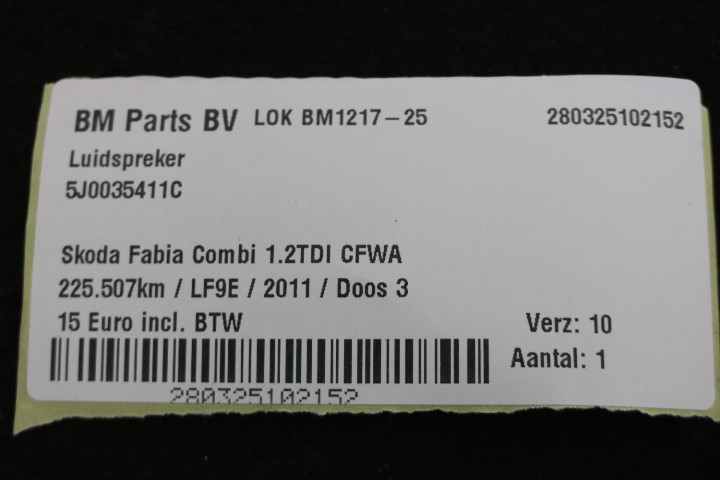 BM Parts BV LOK BM1217-25 280325102152
Luidspreker
5J0035411C
Skoda Fabia Combi 1.2TDI CFWA
225.507km / LF9E / 2011 / Doos 3
15 Euro incl. BTW Verz: 10
Aantal: 1
280325102152